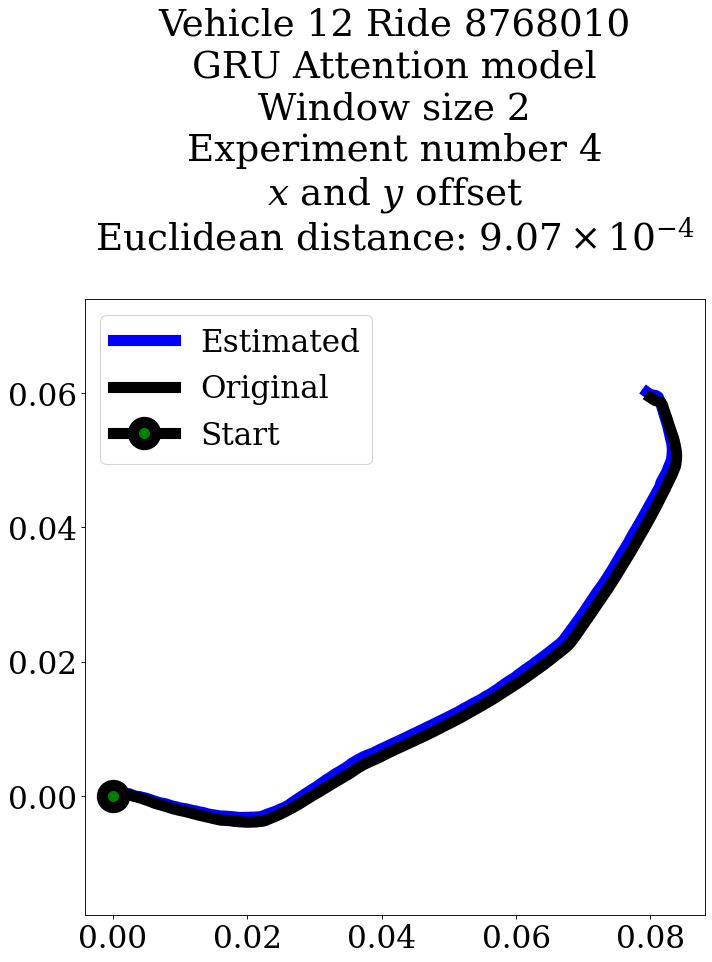 Vehicle 12 Ride 8768010
GRU Attention model
Window size 2
Experiment number 4
x and y offset
Euclidean distance: 9.07 × 10⁻⁴
Estimated
Original
Start
0.06
0.04
0.02
0.00
0.00 0.02 0.04 0.06 0.08